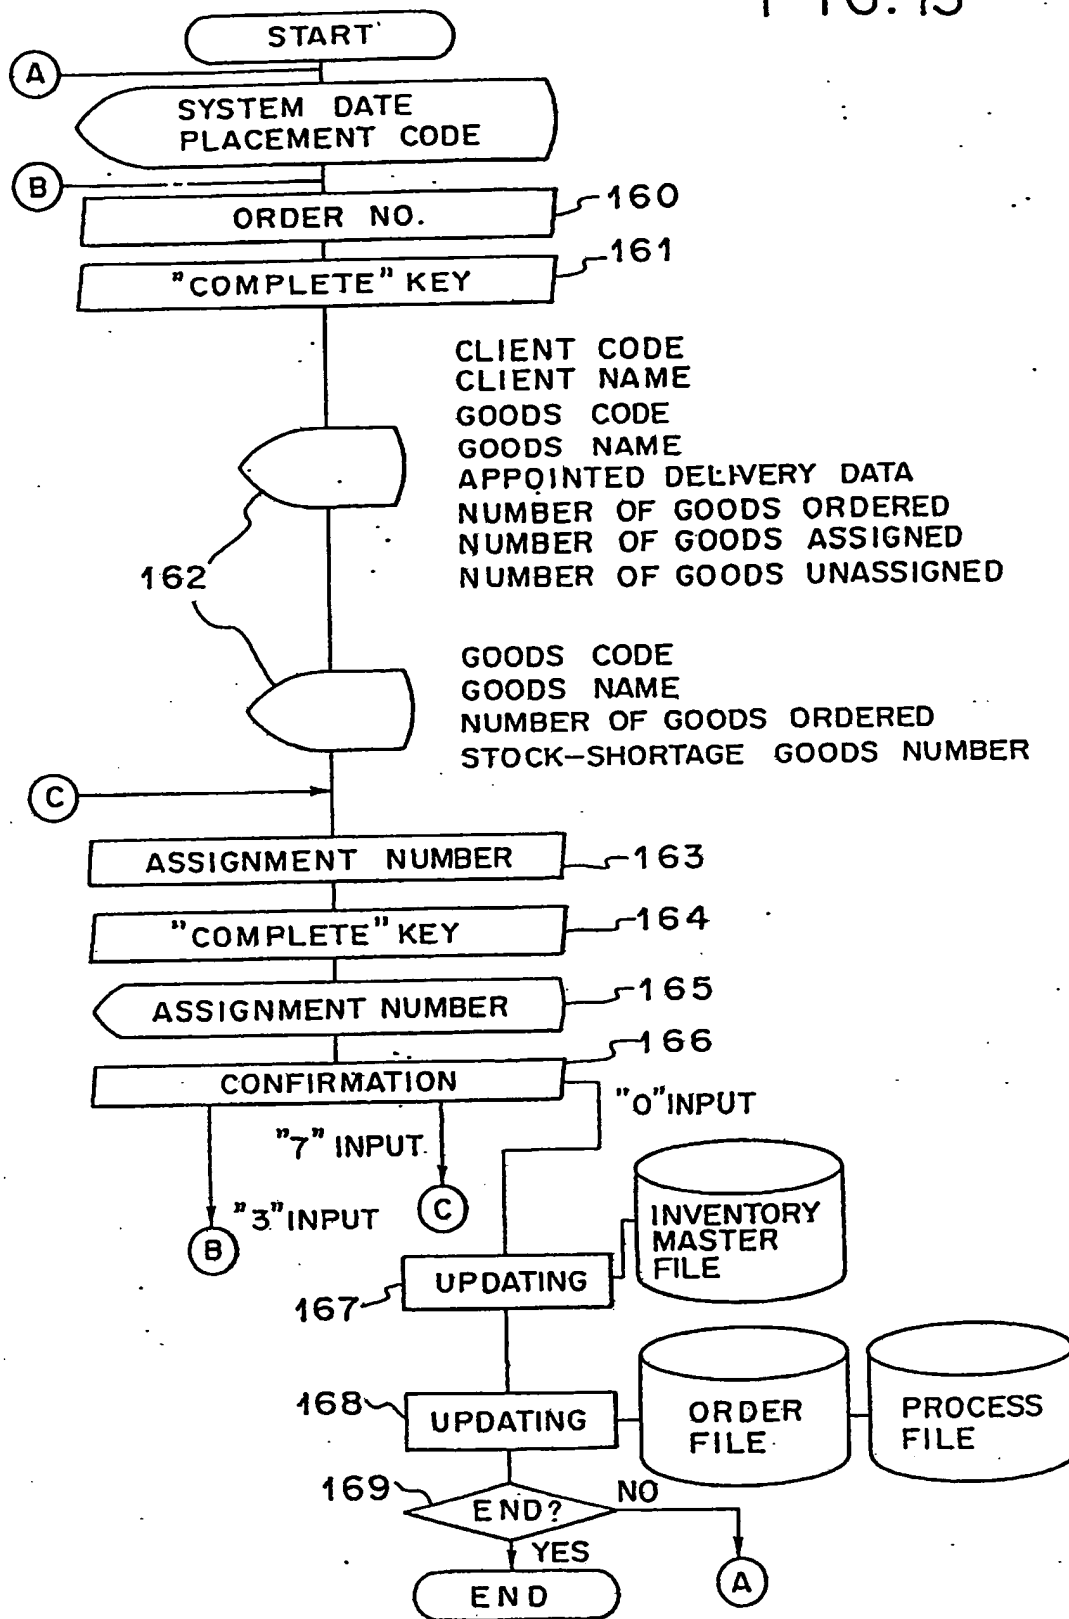 FIG. 15
START
A
SYSTEM DATE
PLACEMENT CODE
B
ORDER NO.
160
"COMPLETE" KEY
161
CLIENT CODE
CLIENT NAME
GOODS CODE
GOODS NAME
APPOINTED DELIVERY DATA
NUMBER OF GOODS ORDERED
NUMBER OF GOODS ASSIGNED
NUMBER OF GOODS UNASSIGNED
162
GOODS CODE
GOODS NAME
NUMBER OF GOODS ORDERED
STOCK-SHORTAGE GOODS NUMBER
C
ASSIGNMENT NUMBER
163
"COMPLETE" KEY
164
ASSIGNMENT NUMBER
165
CONFIRMATION
166
"0" INPUT
"7" INPUT
"3" INPUT
C
B
INVENTORY
MASTER
FILE
UPDATING
167
168
UPDATING
ORDER
FILE
PROCESS
FILE
169
END?
NO
YES
END
A